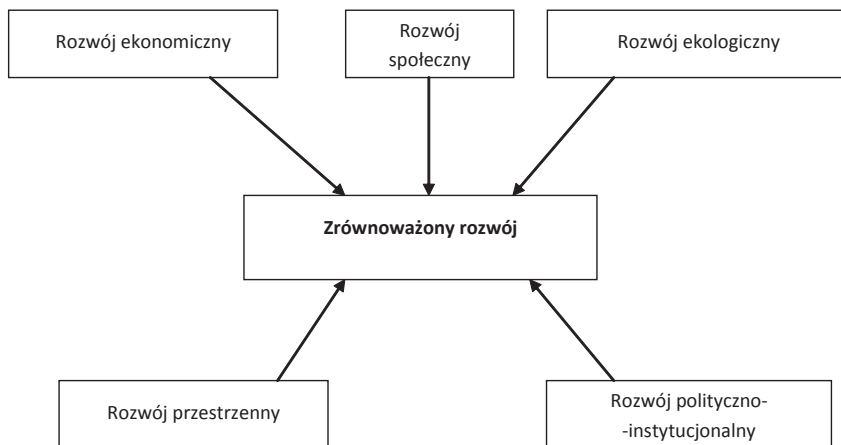 Rozwój ekonomiczny
Rozwój
społeczny
Rozwój ekologiczny
Zrównoważony rozwój
Rozwój przestrzenny
Rozwój polityczno-
-instytucjonalny